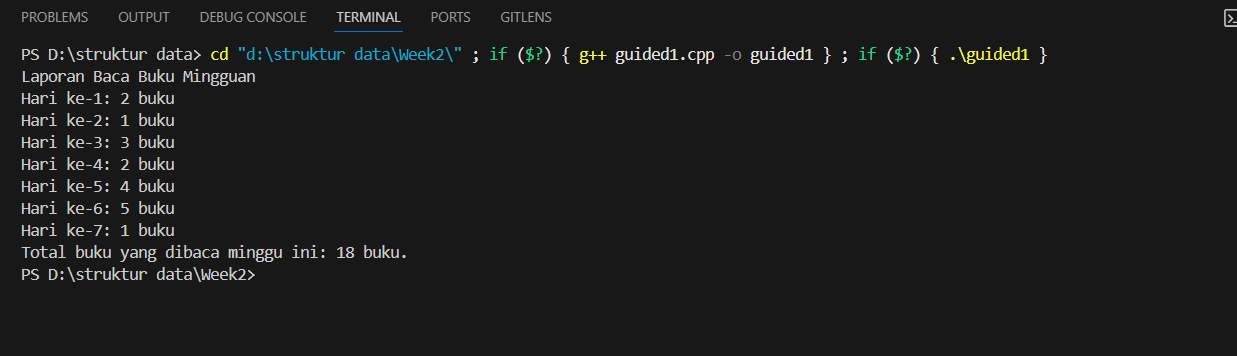 PROBLEMS OUTPUT DEBUG CONSOLE TERMINAL PORTS GITLENS
PS D:\struktur data> cd "d:\struktur data\Week2\" ; if ($?) { g++ guided1.cpp -o guided1 } ; if ($?) { .\guided1 }
Laporan Baca Buku Mingguan
Hari ke-1: 2 buku
Hari ke-2: 1 buku
Hari ke-3: 3 buku
Hari ke-4: 2 buku
Hari ke-5: 4 buku
Hari ke-6: 5 buku
Hari ke-7: 1 buku
Total buku yang dibaca minggu ini: 18 buku.
PS D:\struktur data\Week2>